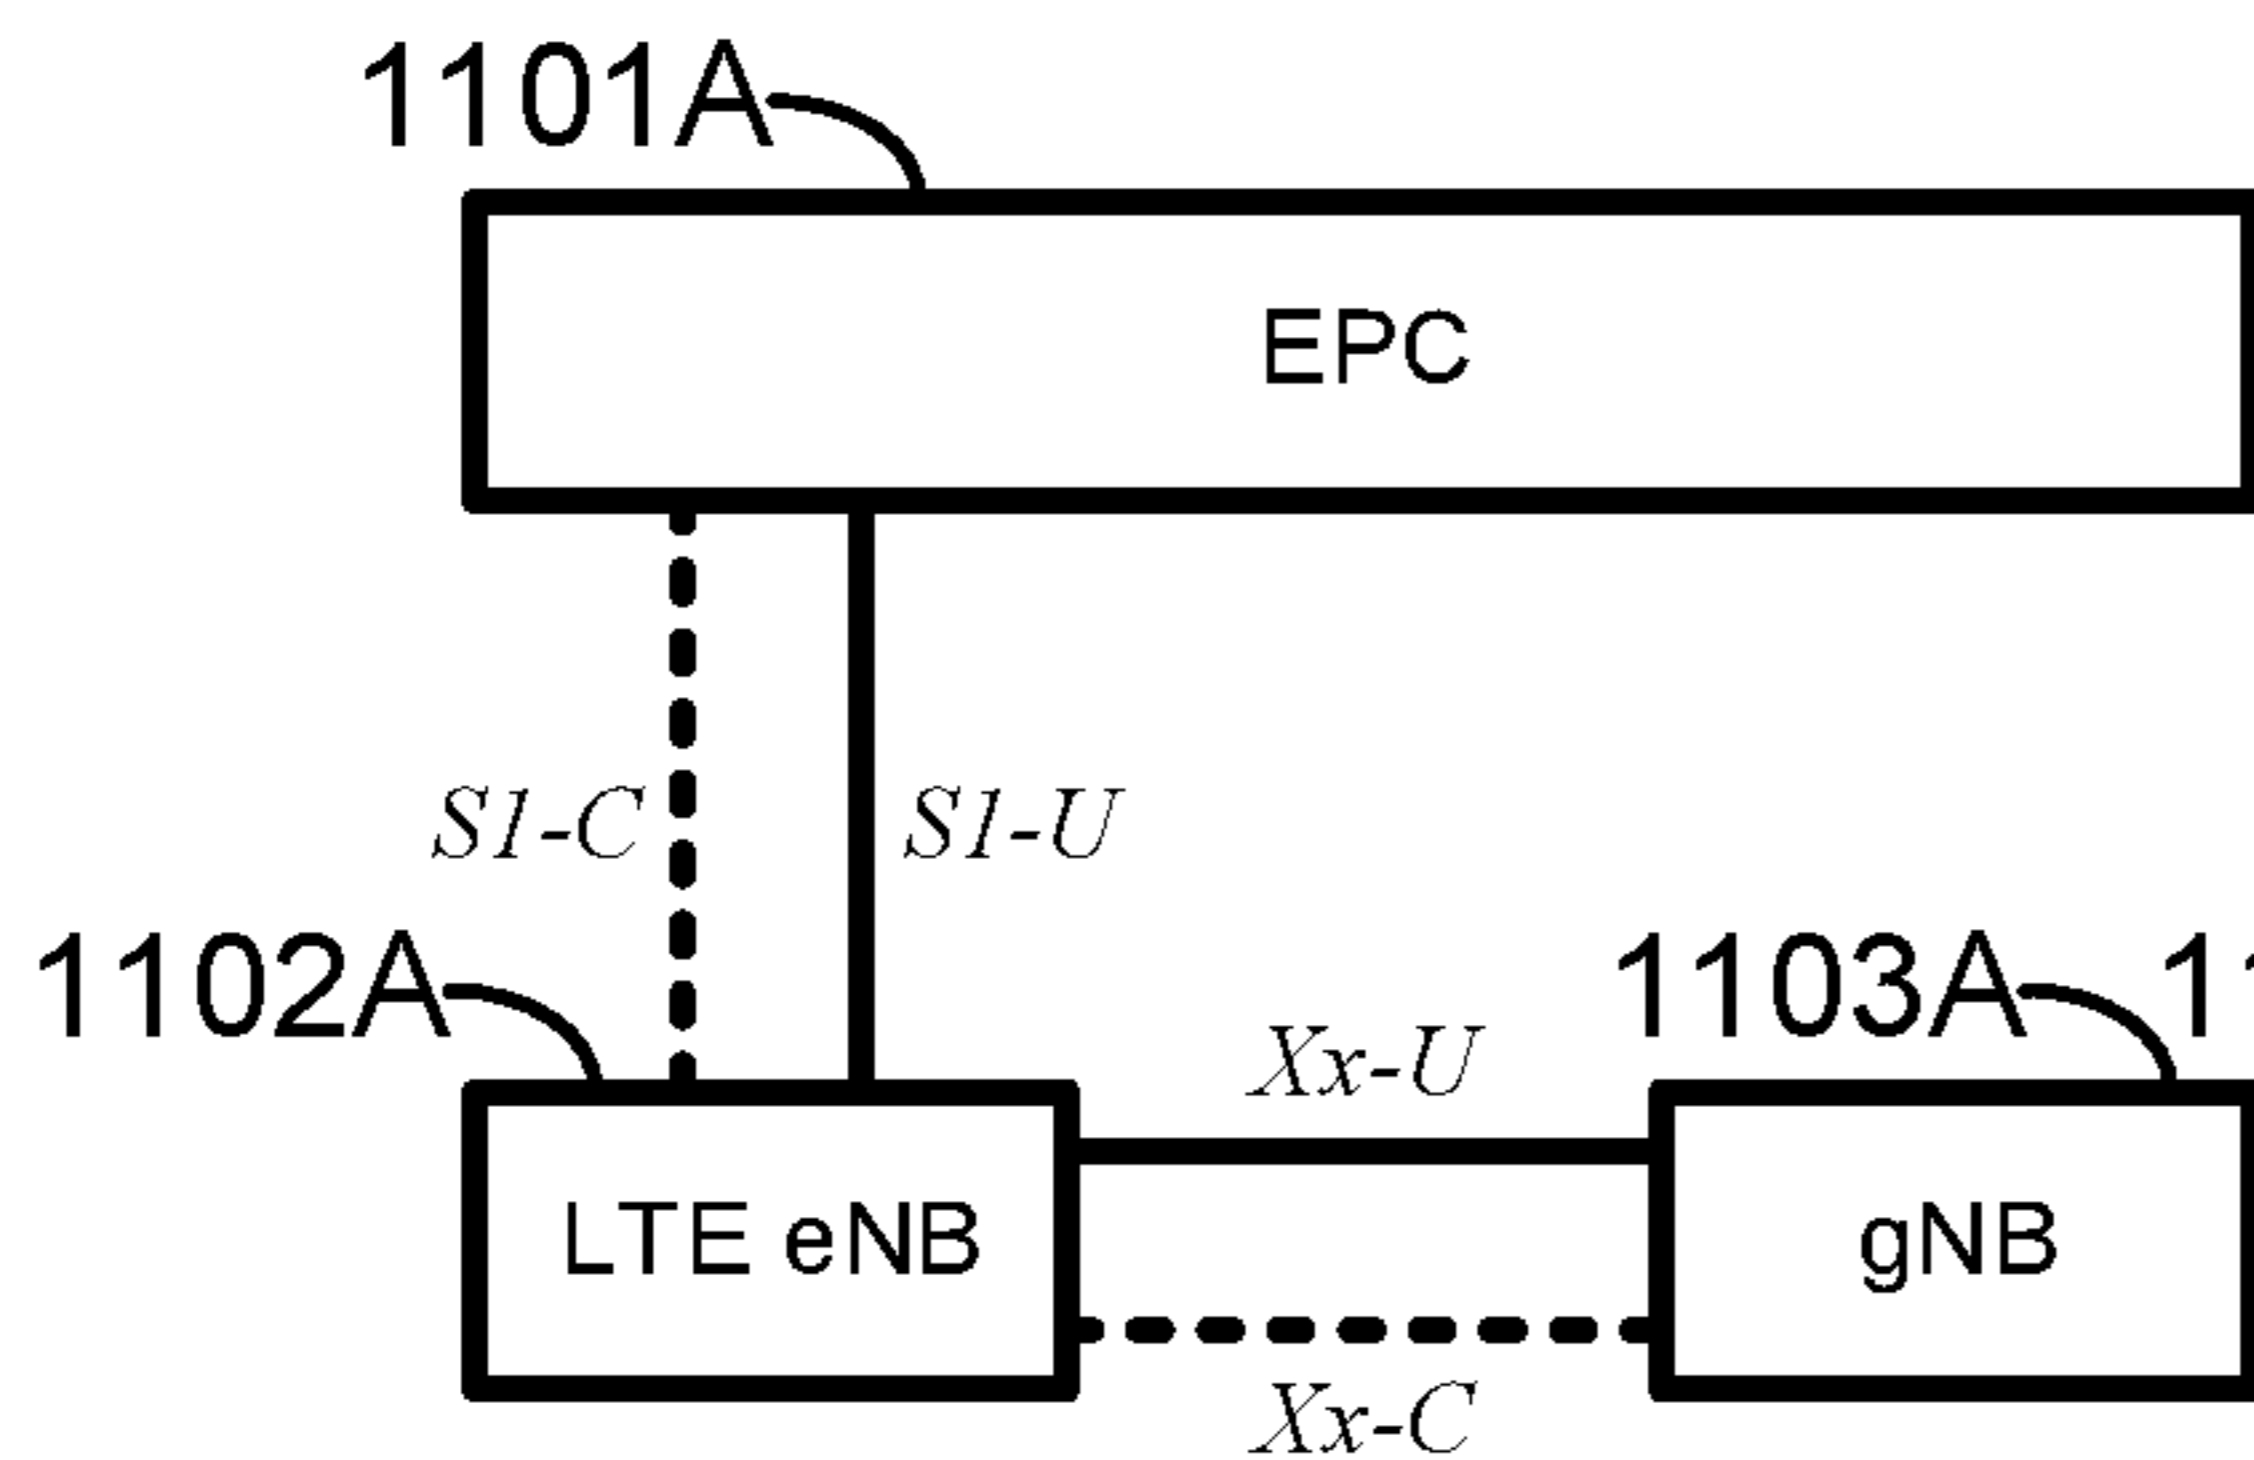 1101A
EPC
S1-C
S1-U
1102A
1103A
Xx-U
LTE eNB
gNB
Xx-C